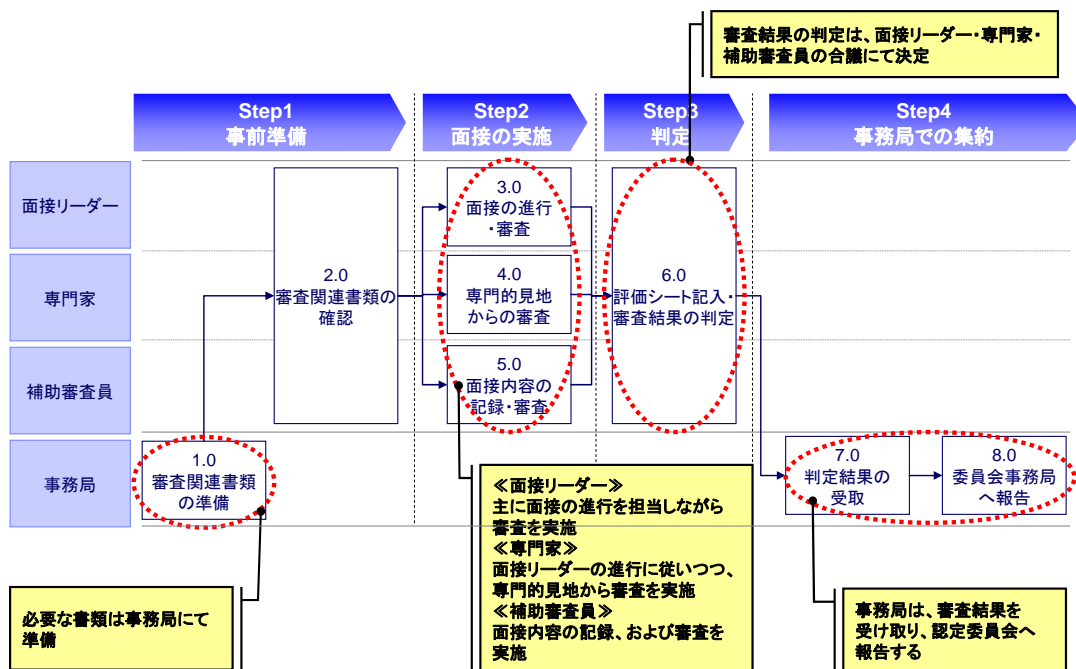 審査結果の判定は、面接リーダー・専門家・
補助審査員の合議にて決定
Step1
事前準備
Step2
面接の実施
Step3
判定
Step4
事務局での集約
面接リーダー
専門家
補助審査員
事務局
1.0
審査関連書類
の準備
2.0
審査関連書類の
確認
3.0
面接の進行
・審査
4.0
専門的見地
からの審査
5.0
面接内容の
記録・審査
6.0
評価シート記入・
審査結果の判定
7.0
判定結果の
受取
8.0
委員会事務局
へ報告
必要な書類は事務局にて
準備
≪面接リーダー≫
主に面接の進行を担当しながら
審査を実施
≪専門家≫
面接リーダーの進行に従いつつ、
専門的見地から審査を実施
≪補助審査員≫
面接内容の記録、および審査を
実施
事務局は、審査結果を
受け取り、認定委員会へ
報告する